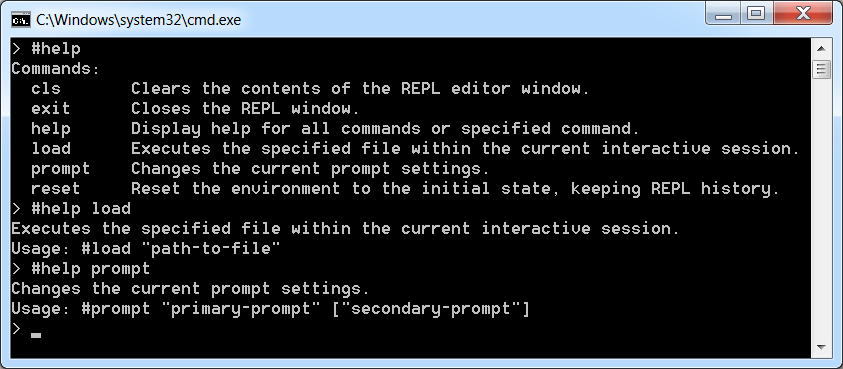 C:\Windows\system32\cmd.exe
> #help
Commands:
  cls       Clears the contents of the REPL editor window.
  exit      Closes the REPL window.
  help      Display help for all commands or specified command.
  load      Executes the specified file within the current interactive session.
  prompt    Changes the current prompt settings.
  reset     Reset the environment to the initial state, keeping REPL history.
> #help load
Executes the specified file within the current interactive session.
Usage: #load "path-to-file"
> #help prompt
Changes the current prompt settings.
Usage: #prompt "primary-prompt" ["secondary-prompt"]
> _